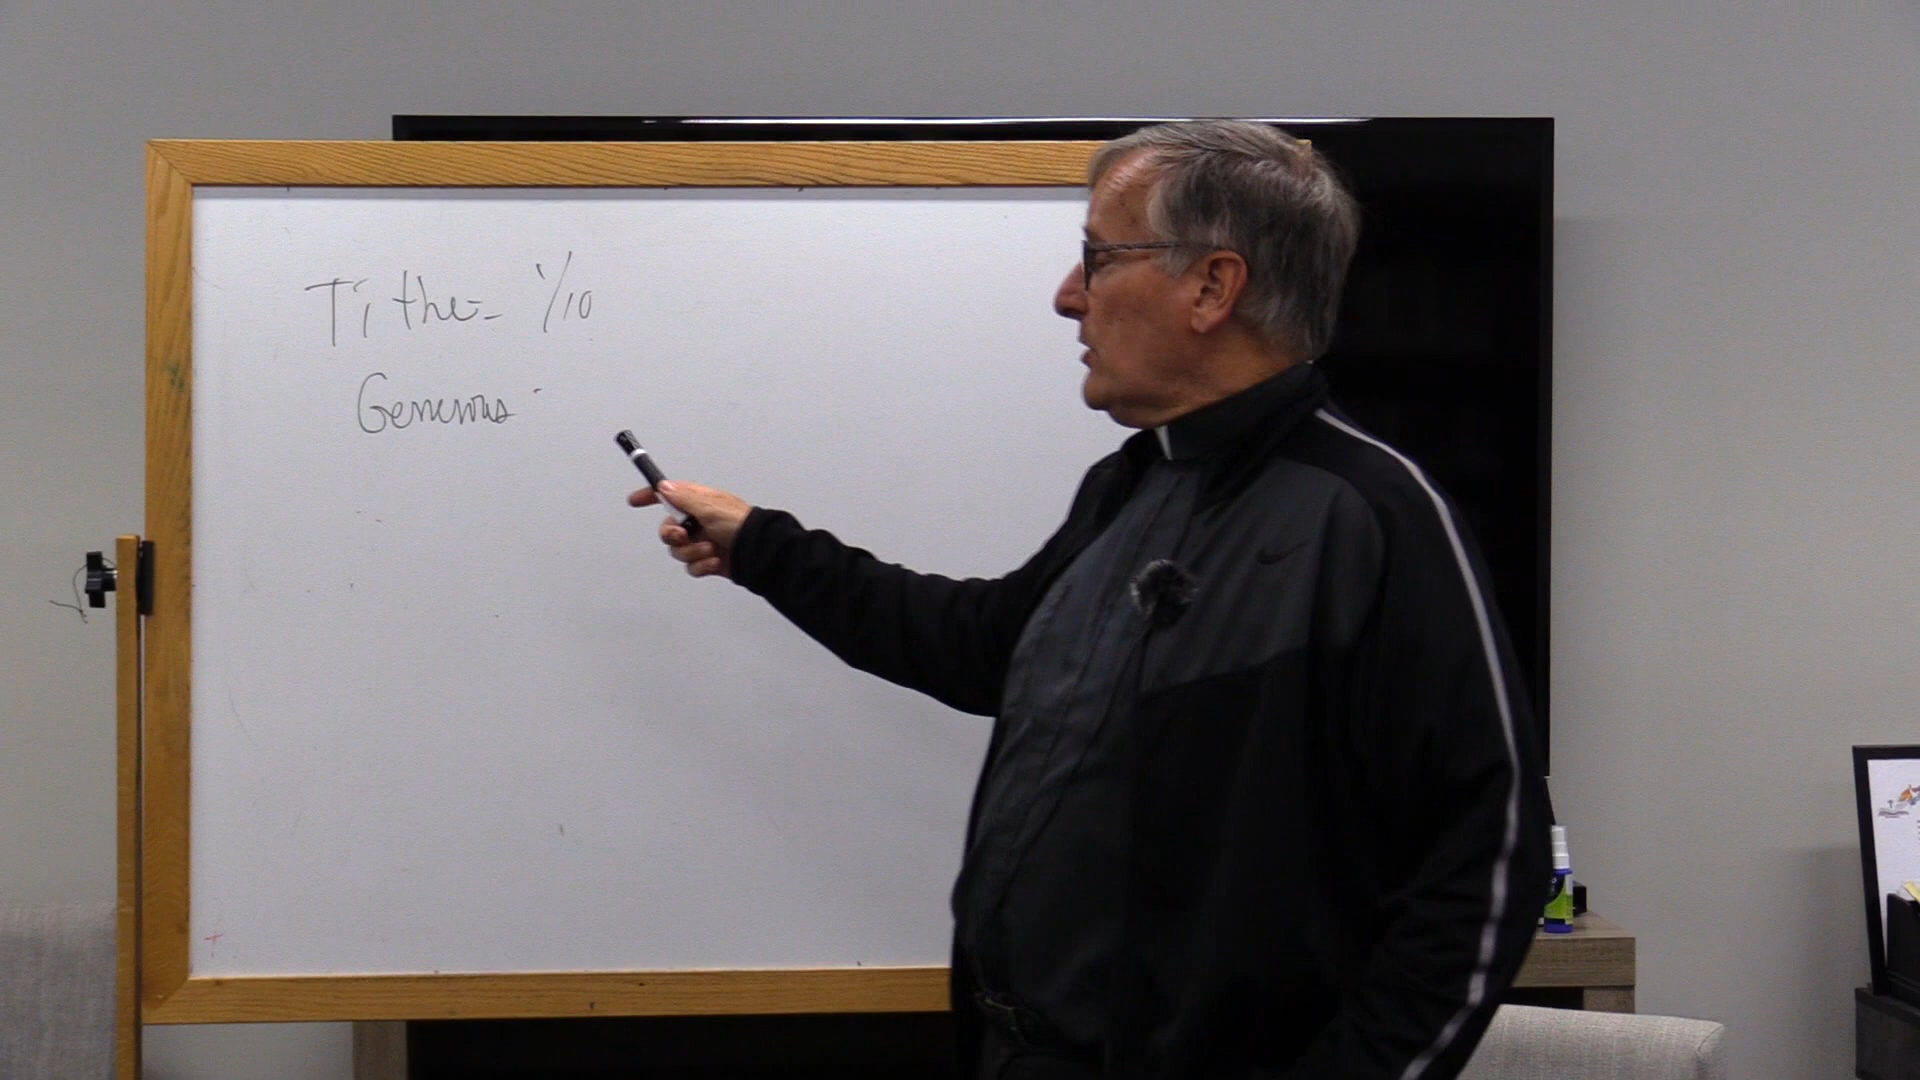 Tithe = 1/10
Generous -